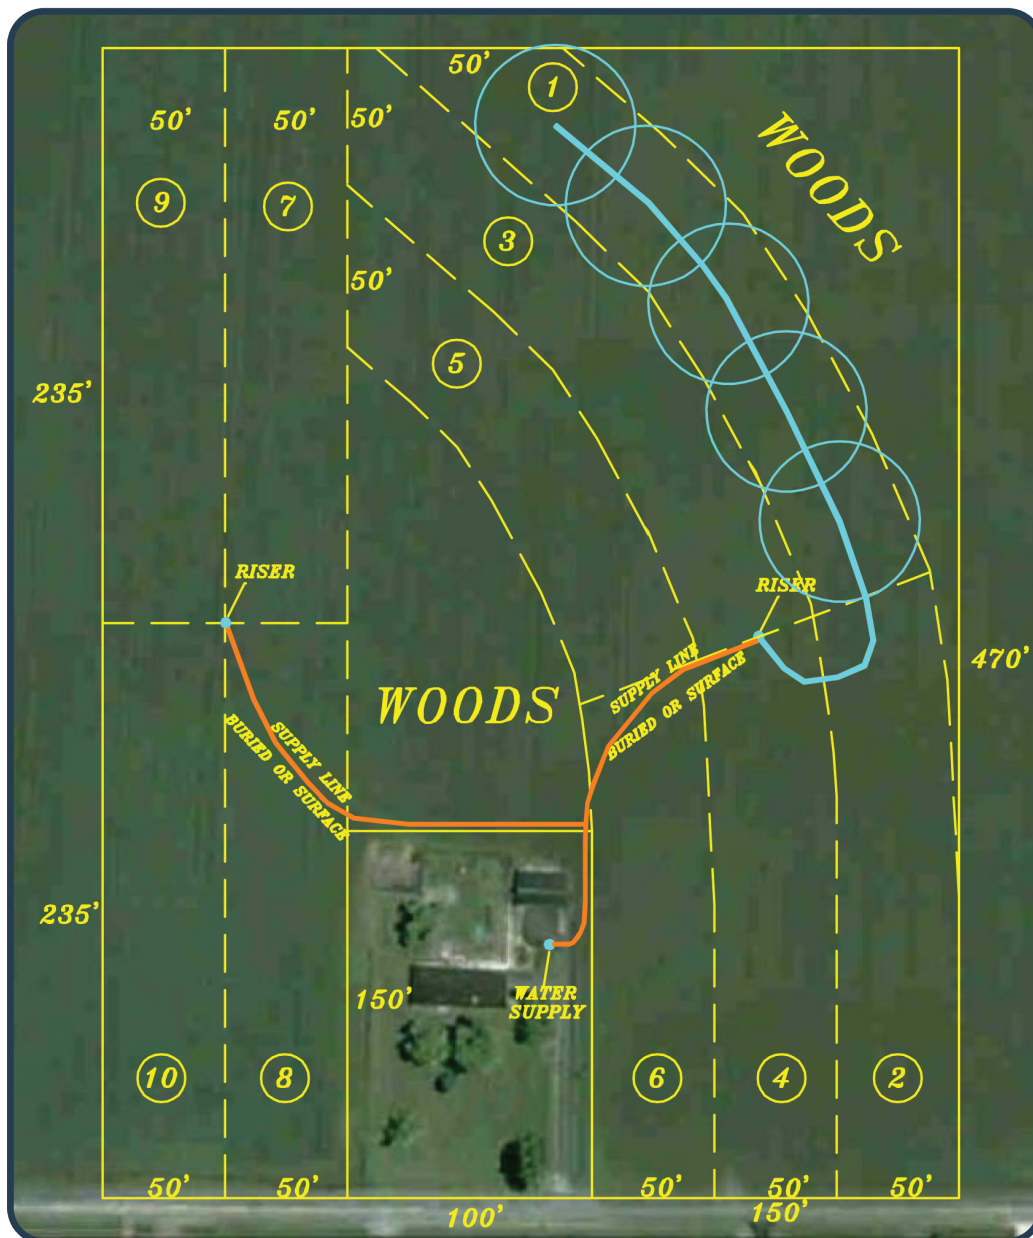 50'
1
50'
50'
50'
WOODS
9
7
3
50'
5
235'
RISER
RISER
470'
SUPPLY LINE
BURIED OR SURFACE
WOODS
SUPPLY LINE
BURIED OR SURFACE
235'
150'
WATER
SUPPLY
10
8
6
4
2
50'
50'
50'
50'
50'
100'
150'